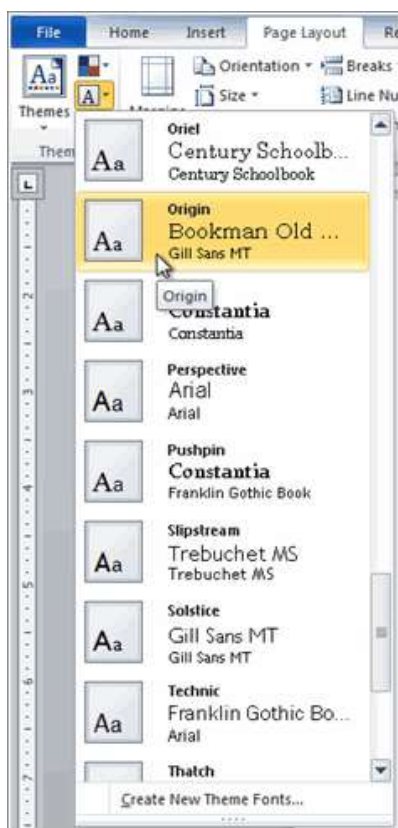 File Home Insert Page Layout Re
Orientation Breaks
Size Line Nu
Themes
Them
Oriel
Century Schoolb...
Century Schoolbook
Origin
Bookman Old ...
Gill Sans MT
Origin
Constantia
Constantia
Perspective
Arial
Arial
Pushpin
Constantia
Franklin Gothic Book
Slipstream
Trebuchet MS
Trebuchet MS
Solstice
Gill Sans MT
Gill Sans MT
Technic
Franklin Gothic Bo...
Arial
Thatch
Create New Theme Fonts...